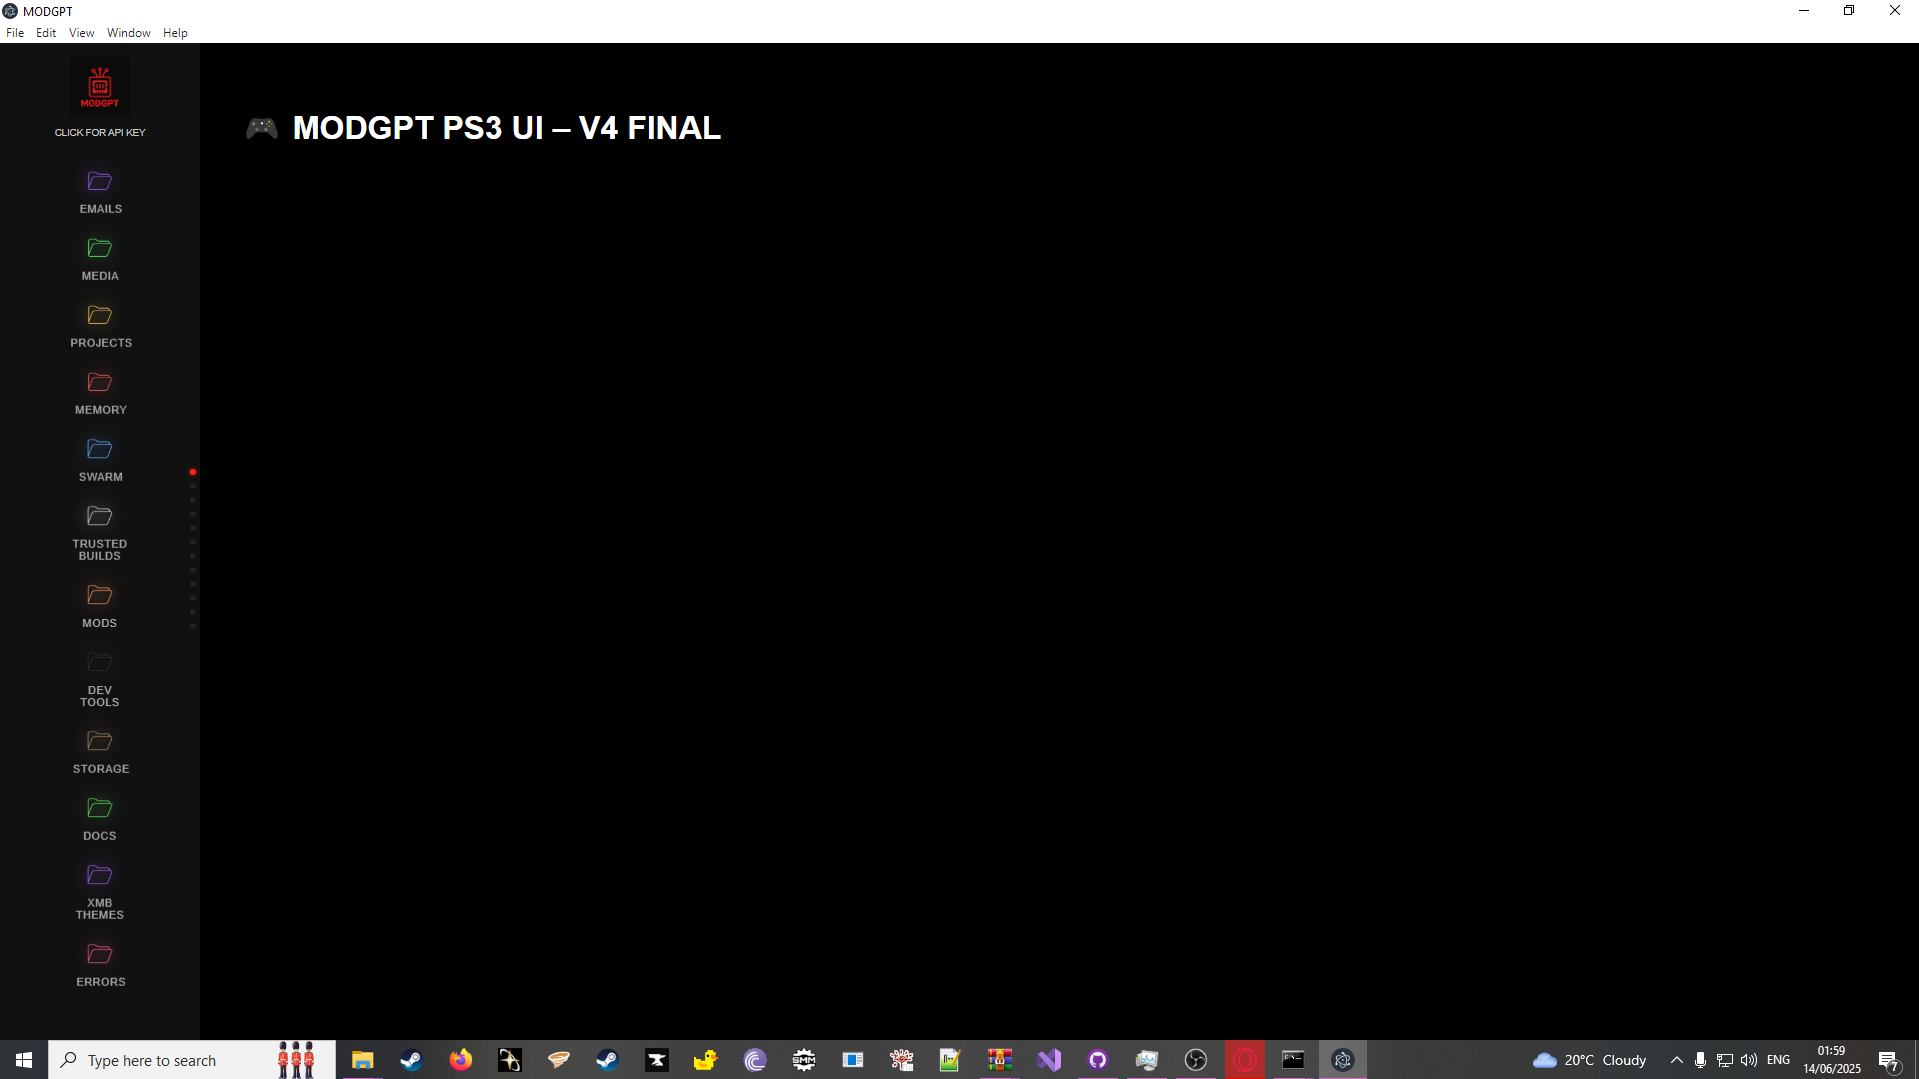 MODGPT
File Edit View Window Help
MODGPT
CLICK FOR API KEY
MODGPT PS3 UI – V4 FINAL
EMAILS
MEDIA
PROJECTS
MEMORY
SWARM
TRUSTED
BUILDS
MODS
DEV
TOOLS
STORAGE
DOCS
XMB
THEMES
ERRORS
Type here to search
SMM
20°C Cloudy
ENG
01:59
14/06/2025
7